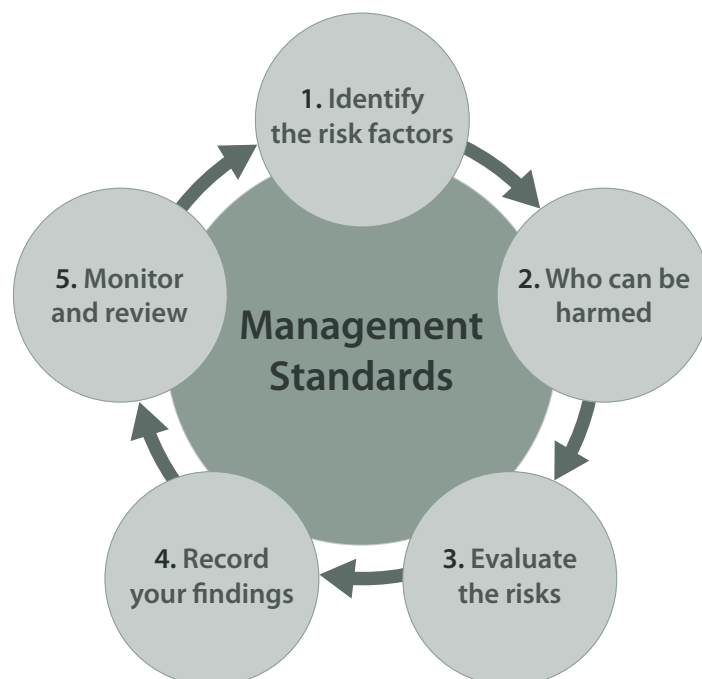 1. Identify
the risk factors
2. Who can be
harmed
3. Evaluate
the risks
4. Record
your findings
5. Monitor
and review
Management
Standards